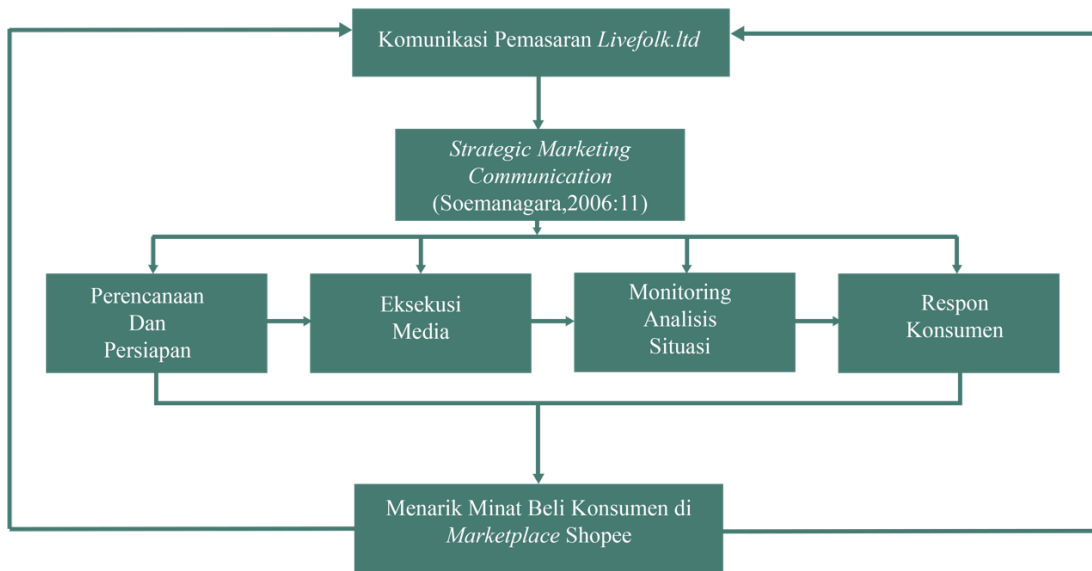 Komunikasi Pemasaran Livefolk.ltd
Strategic Marketing
Communication
(Soemanagara,2006:11)
Perencanaan
Dan
Persiapan
Eksekusi
Media
Monitoring
Analisis
Situasi
Respon
Konsumen
Menarik Minat Beli Konsumen di
Marketplace Shopee